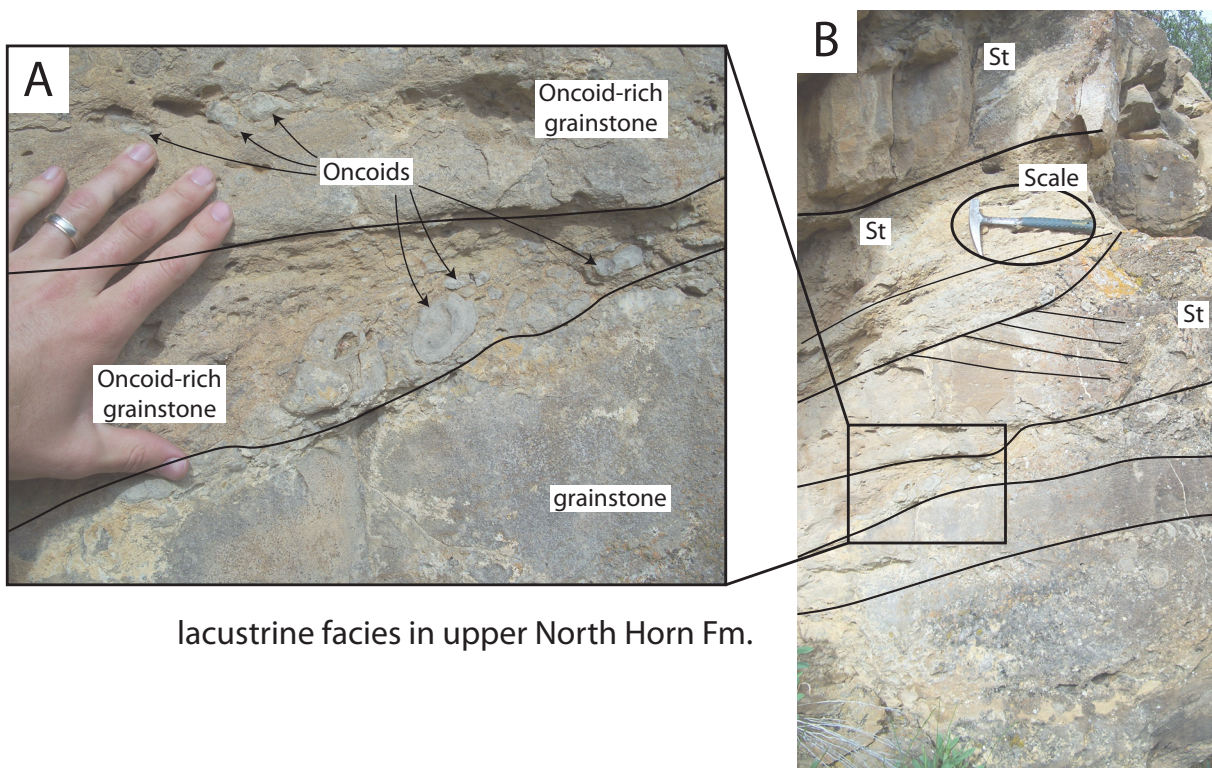 A
Oncoid-rich
grainstone
Oncoids
Oncoid-rich
grainstone
grainstone
lacustrine facies in upper North Horn Fm.
B
St
Scale
St
St